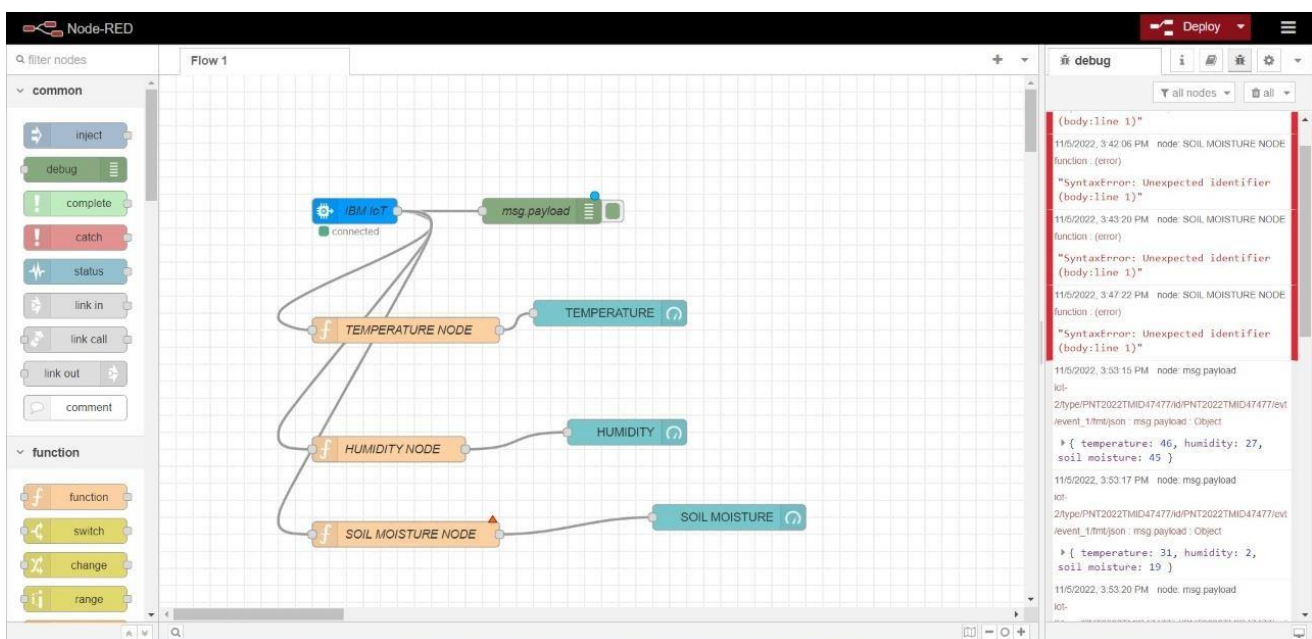 Node-RED
Deploy
filter nodes
Flow 1
debug
i
all nodes
all
common
inject
debug
complete
catch
status
link in
link call
link out
comment
function
function
switch
change
range
IBM IoT
connected
msg.payload
TEMPERATURE NODE
TEMPERATURE
HUMIDITY NODE
HUMIDITY
SOIL MOISTURE NODE
SOIL MOISTURE
(body:line 1)"
11/5/2022, 3:42:06 PM node: SOIL MOISTURE NODE
function : (error)
"SyntaxError: Unexpected identifier
(body:line 1)"
11/5/2022, 3:43:20 PM node: SOIL MOISTURE NODE
function : (error)
"SyntaxError: Unexpected identifier
(body:line 1)"
11/5/2022, 3:47:22 PM node: SOIL MOISTURE NODE
function : (error)
"SyntaxError: Unexpected identifier
(body:line 1)"
11/5/2022, 3:53:15 PM node: msg.payload
iot-
2/type/PNT2022TMID47477/id/PNT2022TMID47477/evt
/event_1/fmt/json : msg.payload : Object
{ temperature: 46, humidity: 27,
soil moisture: 45 }
11/5/2022, 3:53:17 PM node: msg.payload
iot-
2/type/PNT2022TMID47477/id/PNT2022TMID47477/evt
/event_1/fmt/json : msg.payload : Object
{ temperature: 31, humidity: 2,
soil moisture: 19 }
11/5/2022, 3:53:20 PM node: msg.payload
iot-